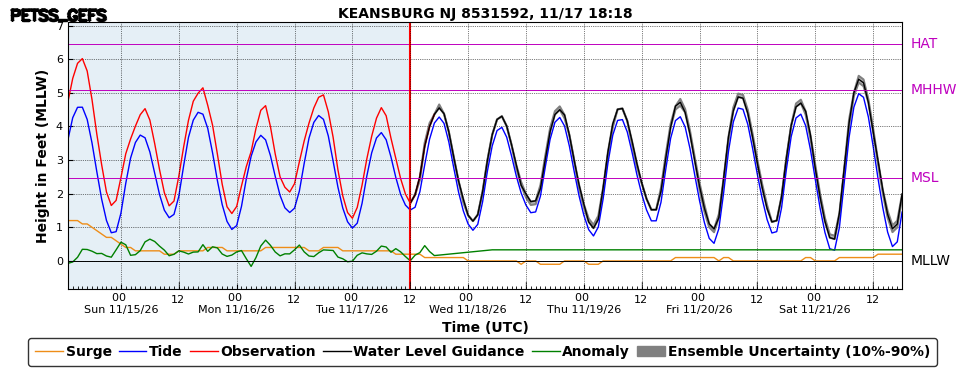 PETSS_GEFS
KEANSBURG NJ 8531592, 11/17 18:18
Height in Feet (MLLW)
7
6
5
4
3
2
1
0
HAT
MHHW
MSL
MLLW
00 12 00 12 00 12 00 12 00 12 00 12 00 12
Sun 11/15/26 Mon 11/16/26 Tue 11/17/26 Wed 11/18/26 Thu 11/19/26 Fri 11/20/26 Sat 11/21/26
Time (UTC)
Surge Tide Observation Water Level Guidance Anomaly Ensemble Uncertainty (10%-90%)